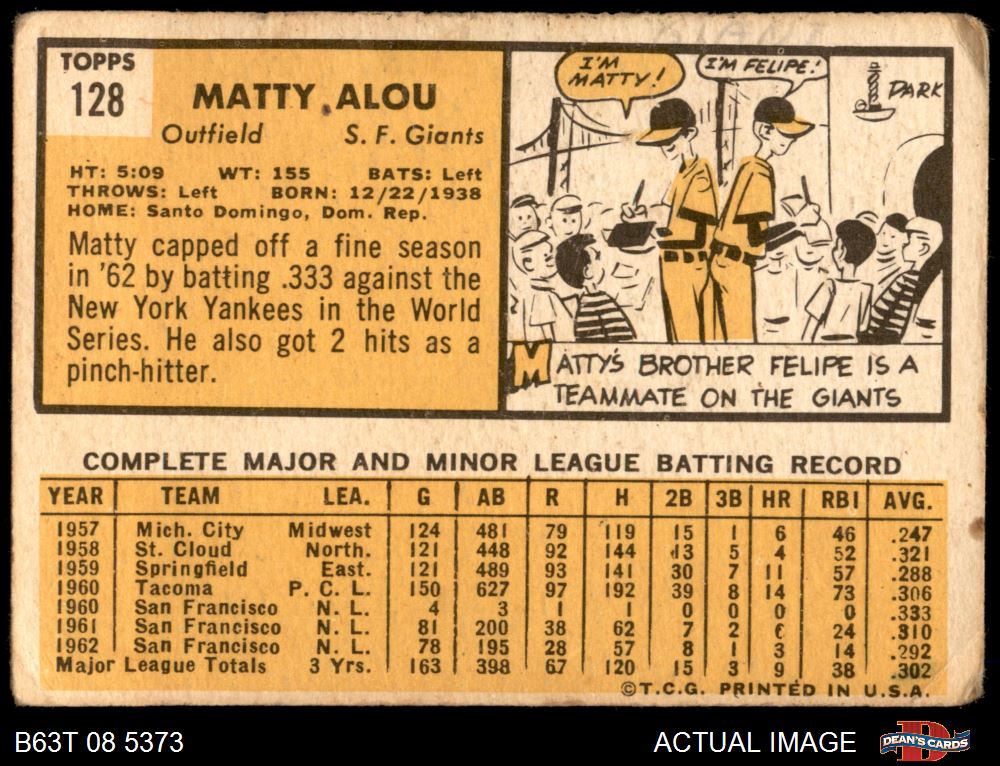 TOPPS
128
MATTY ALOU
Outfield S. F. Giants
HT: 5:09 WT: 155 BATS: Left
THROWS: Left BORN: 12/22/1938
HOME: Santo Domingo, Dom. Rep.
Matty capped off a fine season
in '62 by batting .333 against the
New York Yankees in the World
Series. He also got 2 hits as a
pinch-hitter.
I'M
MATTY!
I'M FELIPE!
PARK
MATTY'S BROTHER FELIPE IS A
TEAMMATE ON THE GIANTS
COMPLETE MAJOR AND MINOR LEAGUE BATTING RECORD
YEAR TEAM LEA. G AB R H 2B 3B HR RBI AVG.
1957 Mich. City Midwest 124 481 79 119 15 1 6 46 .247
1958 St. Cloud North. 121 448 92 144 13 5 4 52 .321
1959 Springfield East. 121 489 93 141 30 7 11 57 .288
1960 Tacoma P. C. L. 150 627 97 192 39 8 14 73 .306
1960 San Francisco N. L. 4 3 1 1 0 0 0 0 .333
1961 San Francisco N. L. 81 200 38 62 7 2 6 24 .310
1962 San Francisco N. L. 78 195 28 57 8 1 3 14 .292
Major League Totals 3 Yrs. 163 398 67 120 15 3 9 38 .302
©T.C.G. PRINTED IN U.S.A.
B63T 08 5373
ACTUAL IMAGE
D
DEAN'S CARDS